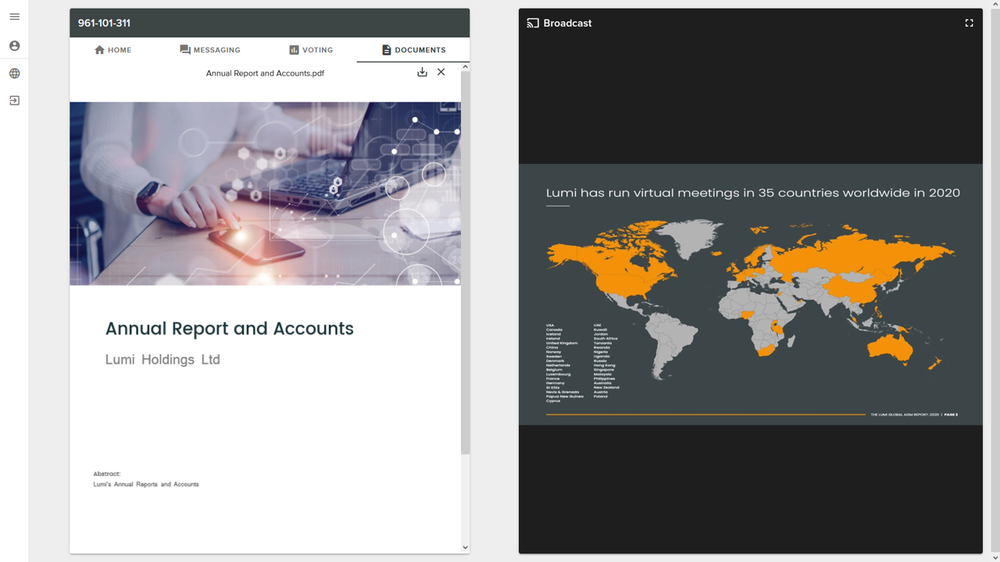 961-101-311
HOME
MESSAGING
VOTING
DOCUMENTS
Annual Report and Accounts.pdf
Annual Report and Accounts
Lumi Holdings Ltd
Abstract:
Lumi's Annual Reports and Accounts
Broadcast
Lumi has run virtual meetings in 35 countries worldwide in 2020
USA
Canada
Iceland
Ireland
United Kingdom
China
Norway
Sweden
Denmark
Netherlands
Belgium
Luxembourg
France
Germany
St Kitts
Nevis & Grenada
Papua New Guinea
Cyprus
UAE
Kuwait
Jordan
South Africa
Tanzania
Rwanda
Nigeria
Uganda
Russia
Hong Kong
Singapore
Malaysia
Philippines
Australia
New Zealand
Austria
Poland
THE LUMI GLOBAL AGM REPORT: 2020 | PAGE 2